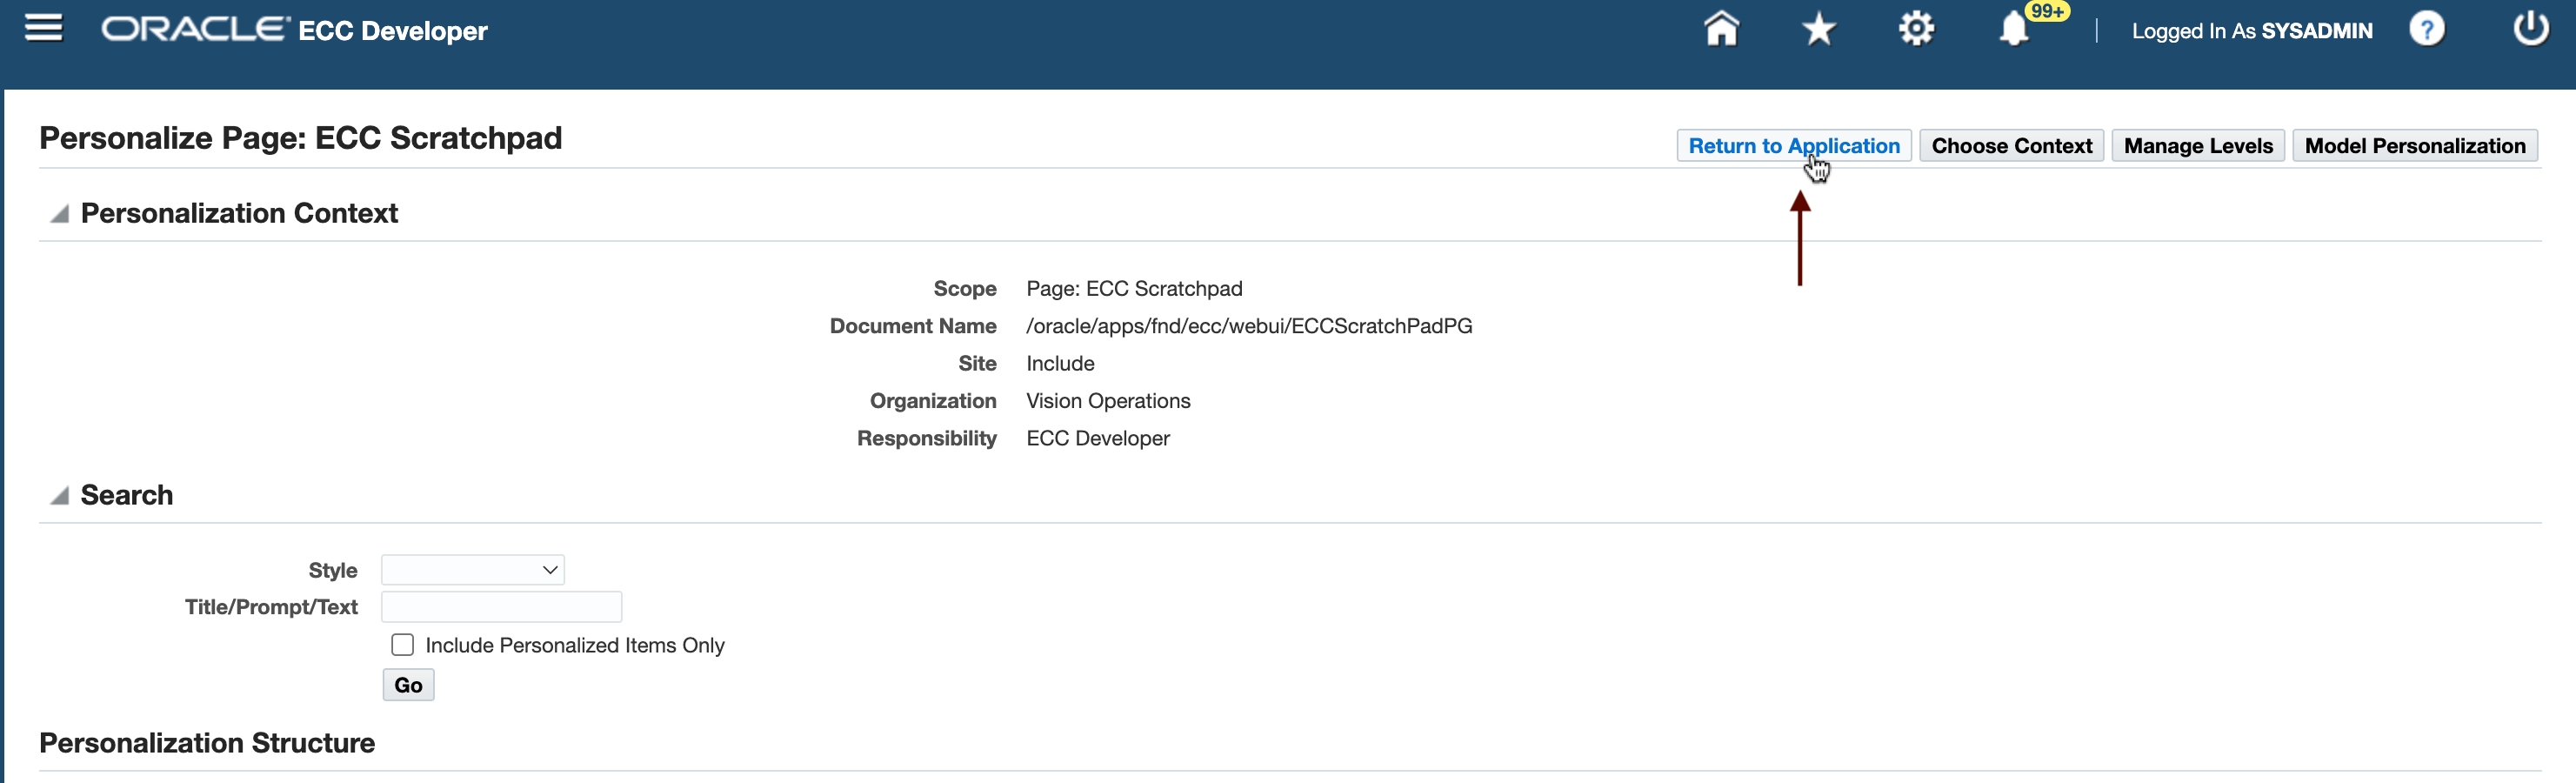 ORACLE ECC Developer
99+
Logged In As SYSADMIN
?
Personalize Page: ECC Scratchpad
Return to Application
Choose Context
Manage Levels
Model Personalization
Personalization Context
Scope Page: ECC Scratchpad
Document Name /oracle/apps/fnd/ecc/webui/ECCScratchPadPG
Site Include
Organization Vision Operations
Responsibility ECC Developer
Search
Style
Title/Prompt/Text
Include Personalized Items Only
Go
Personalization Structure